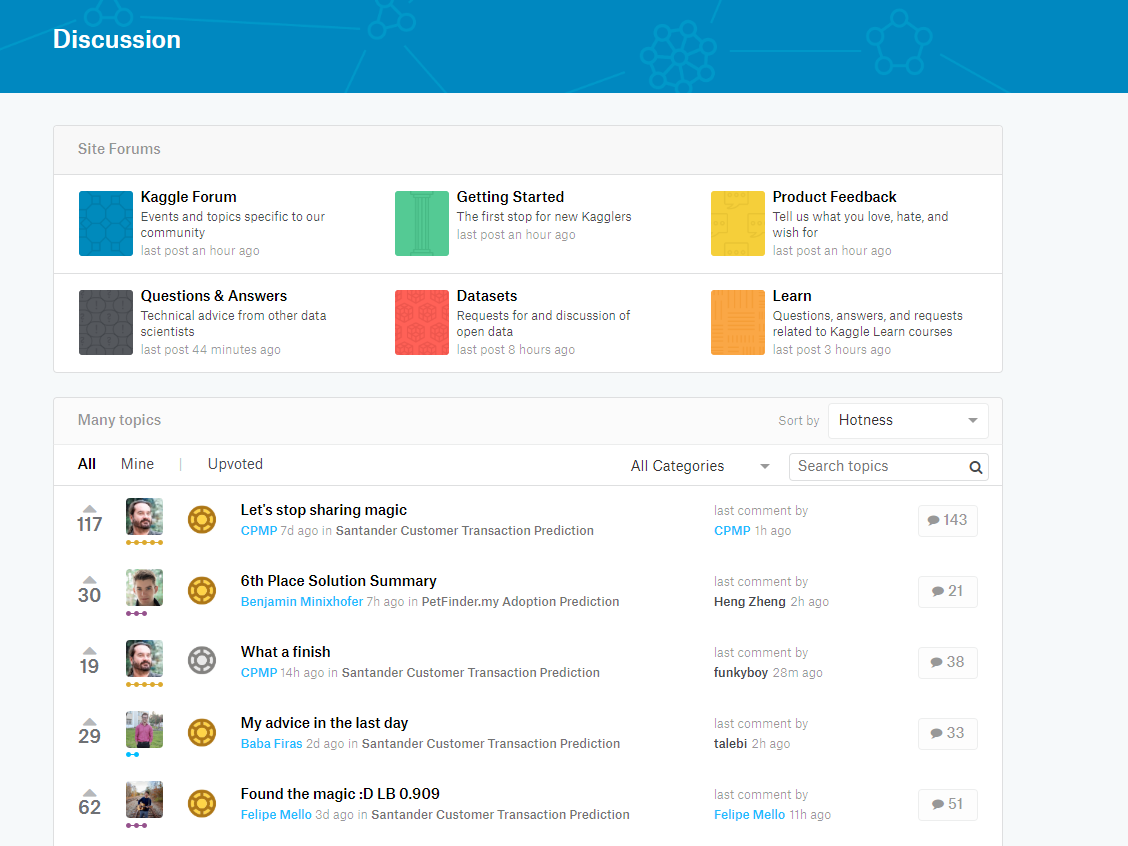 Discussion
Site Forums
Kaggle Forum
Events and topics specific to our
community
last post an hour ago
Getting Started
The first stop for new Kagglers
last post an hour ago
Product Feedback
Tell us what you love, hate, and
wish for
last post an hour ago
Questions & Answers
Technical advice from other data
scientists
last post 44 minutes ago
Datasets
Requests for and discussion of
open data
last post 8 hours ago
Learn
Questions, answers, and requests
related to Kaggle Learn courses
last post 3 hours ago
Many topics
Sort by Hotness
All Mine | Upvoted All Categories Search topics
117
Let's stop sharing magic
CPMP 7d ago in Santander Customer Transaction Prediction
last comment by
CPMP 1h ago
143
30
6th Place Solution Summary
Benjamin Minixhofer 7h ago in PetFinder.my Adoption Prediction
last comment by
Heng Zheng 2h ago
21
19
What a finish
CPMP 14h ago in Santander Customer Transaction Prediction
last comment by
funkyboy 28m ago
38
29
My advice in the last day
Baba Firas 2d ago in Santander Customer Transaction Prediction
last comment by
talebi 2h ago
33
62
Found the magic :D LB 0.909
Felipe Mello 3d ago in Santander Customer Transaction Prediction
last comment by
Felipe Mello 11h ago
51